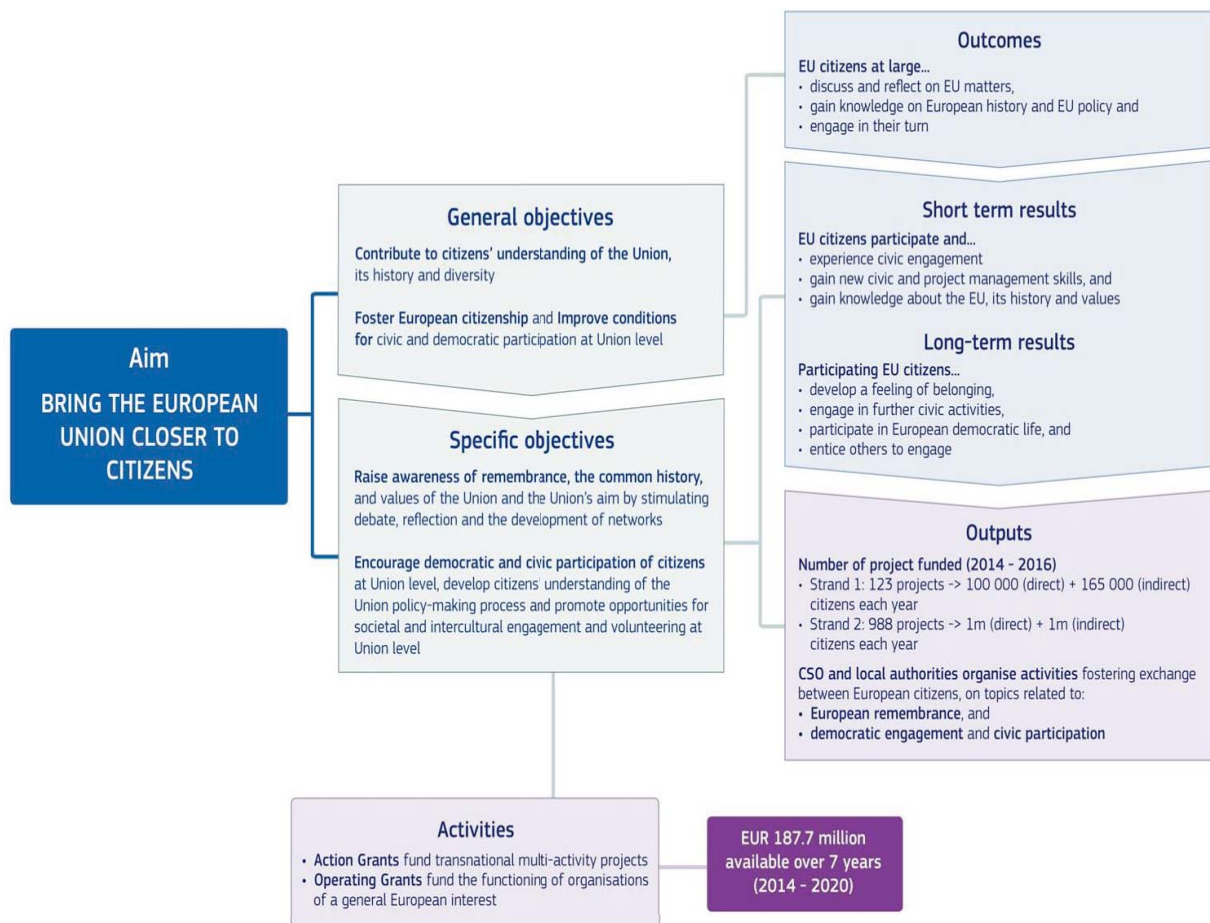 Aim
BRING THE EUROPEAN
UNION CLOSER TO
CITIZENS
General objectives
Contribute to citizens' understanding of the Union,
its history and diversity
Foster European citizenship and Improve conditions
for civic and democratic participation at Union level
Specific objectives
Raise awareness of remembrance, the common history,
and values of the Union and the Union's aim by stimulating
debate, reflection and the development of networks
Encourage democratic and civic participation of citizens
at Union level, develop citizens' understanding of the
Union policy-making process and promote opportunities for
societal and intercultural engagement and volunteering at
Union level
Outcomes
EU citizens at large...
• discuss and reflect on EU matters,
• gain knowledge on European history and EU policy and
• engage in their turn
Short term results
EU citizens participate and...
• experience civic engagement
• gain new civic and project management skills, and
• gain knowledge about the EU, its history and values
Long-term results
Participating EU citizens...
• develop a feeling of belonging,
• engage in further civic activities,
• participate in European democratic life, and
• entice others to engage
Outputs
Number of project funded (2014 - 2016)
• Strand 1: 123 projects -> 100 000 (direct) + 165 000 (indirect)
citizens each year
• Strand 2: 988 projects -> 1m (direct) + 1m (indirect)
citizens each year
CSO and local authorities organise activities fostering exchange
between European citizens, on topics related to:
• European remembrance, and
• democratic engagement and civic participation
Activities
• Action Grants fund transnational multi-activity projects
• Operating Grants fund the functioning of organisations
of a general European interest
EUR 187.7 million
available over 7 years
(2014 - 2020)